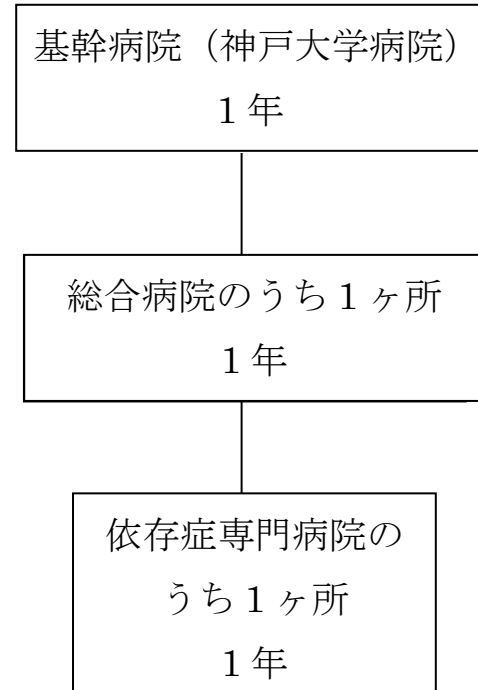 基幹病院（神戸大学病院）
1 年
総合病院のうち 1 ヶ所
1 年
依存症専門病院の
うち 1 ヶ所
1 年